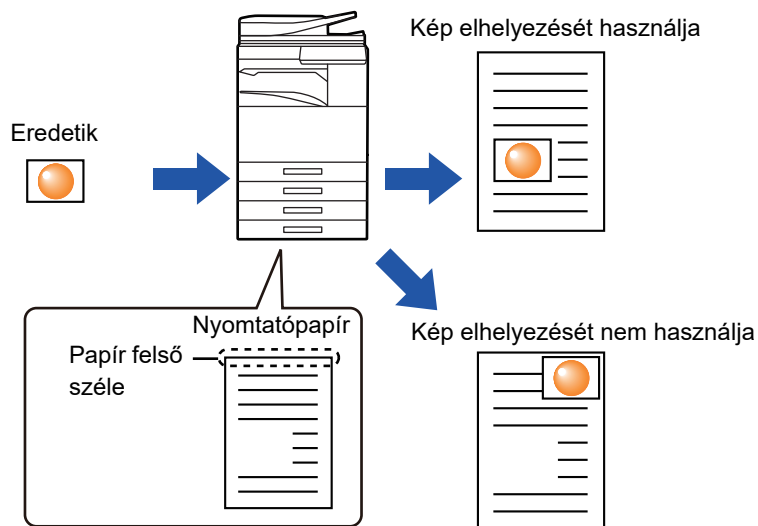 Kép elhelyezését használja
Eredetik
Nyomtatópapír
Papír felső
széle
Kép elhelyezését nem használja